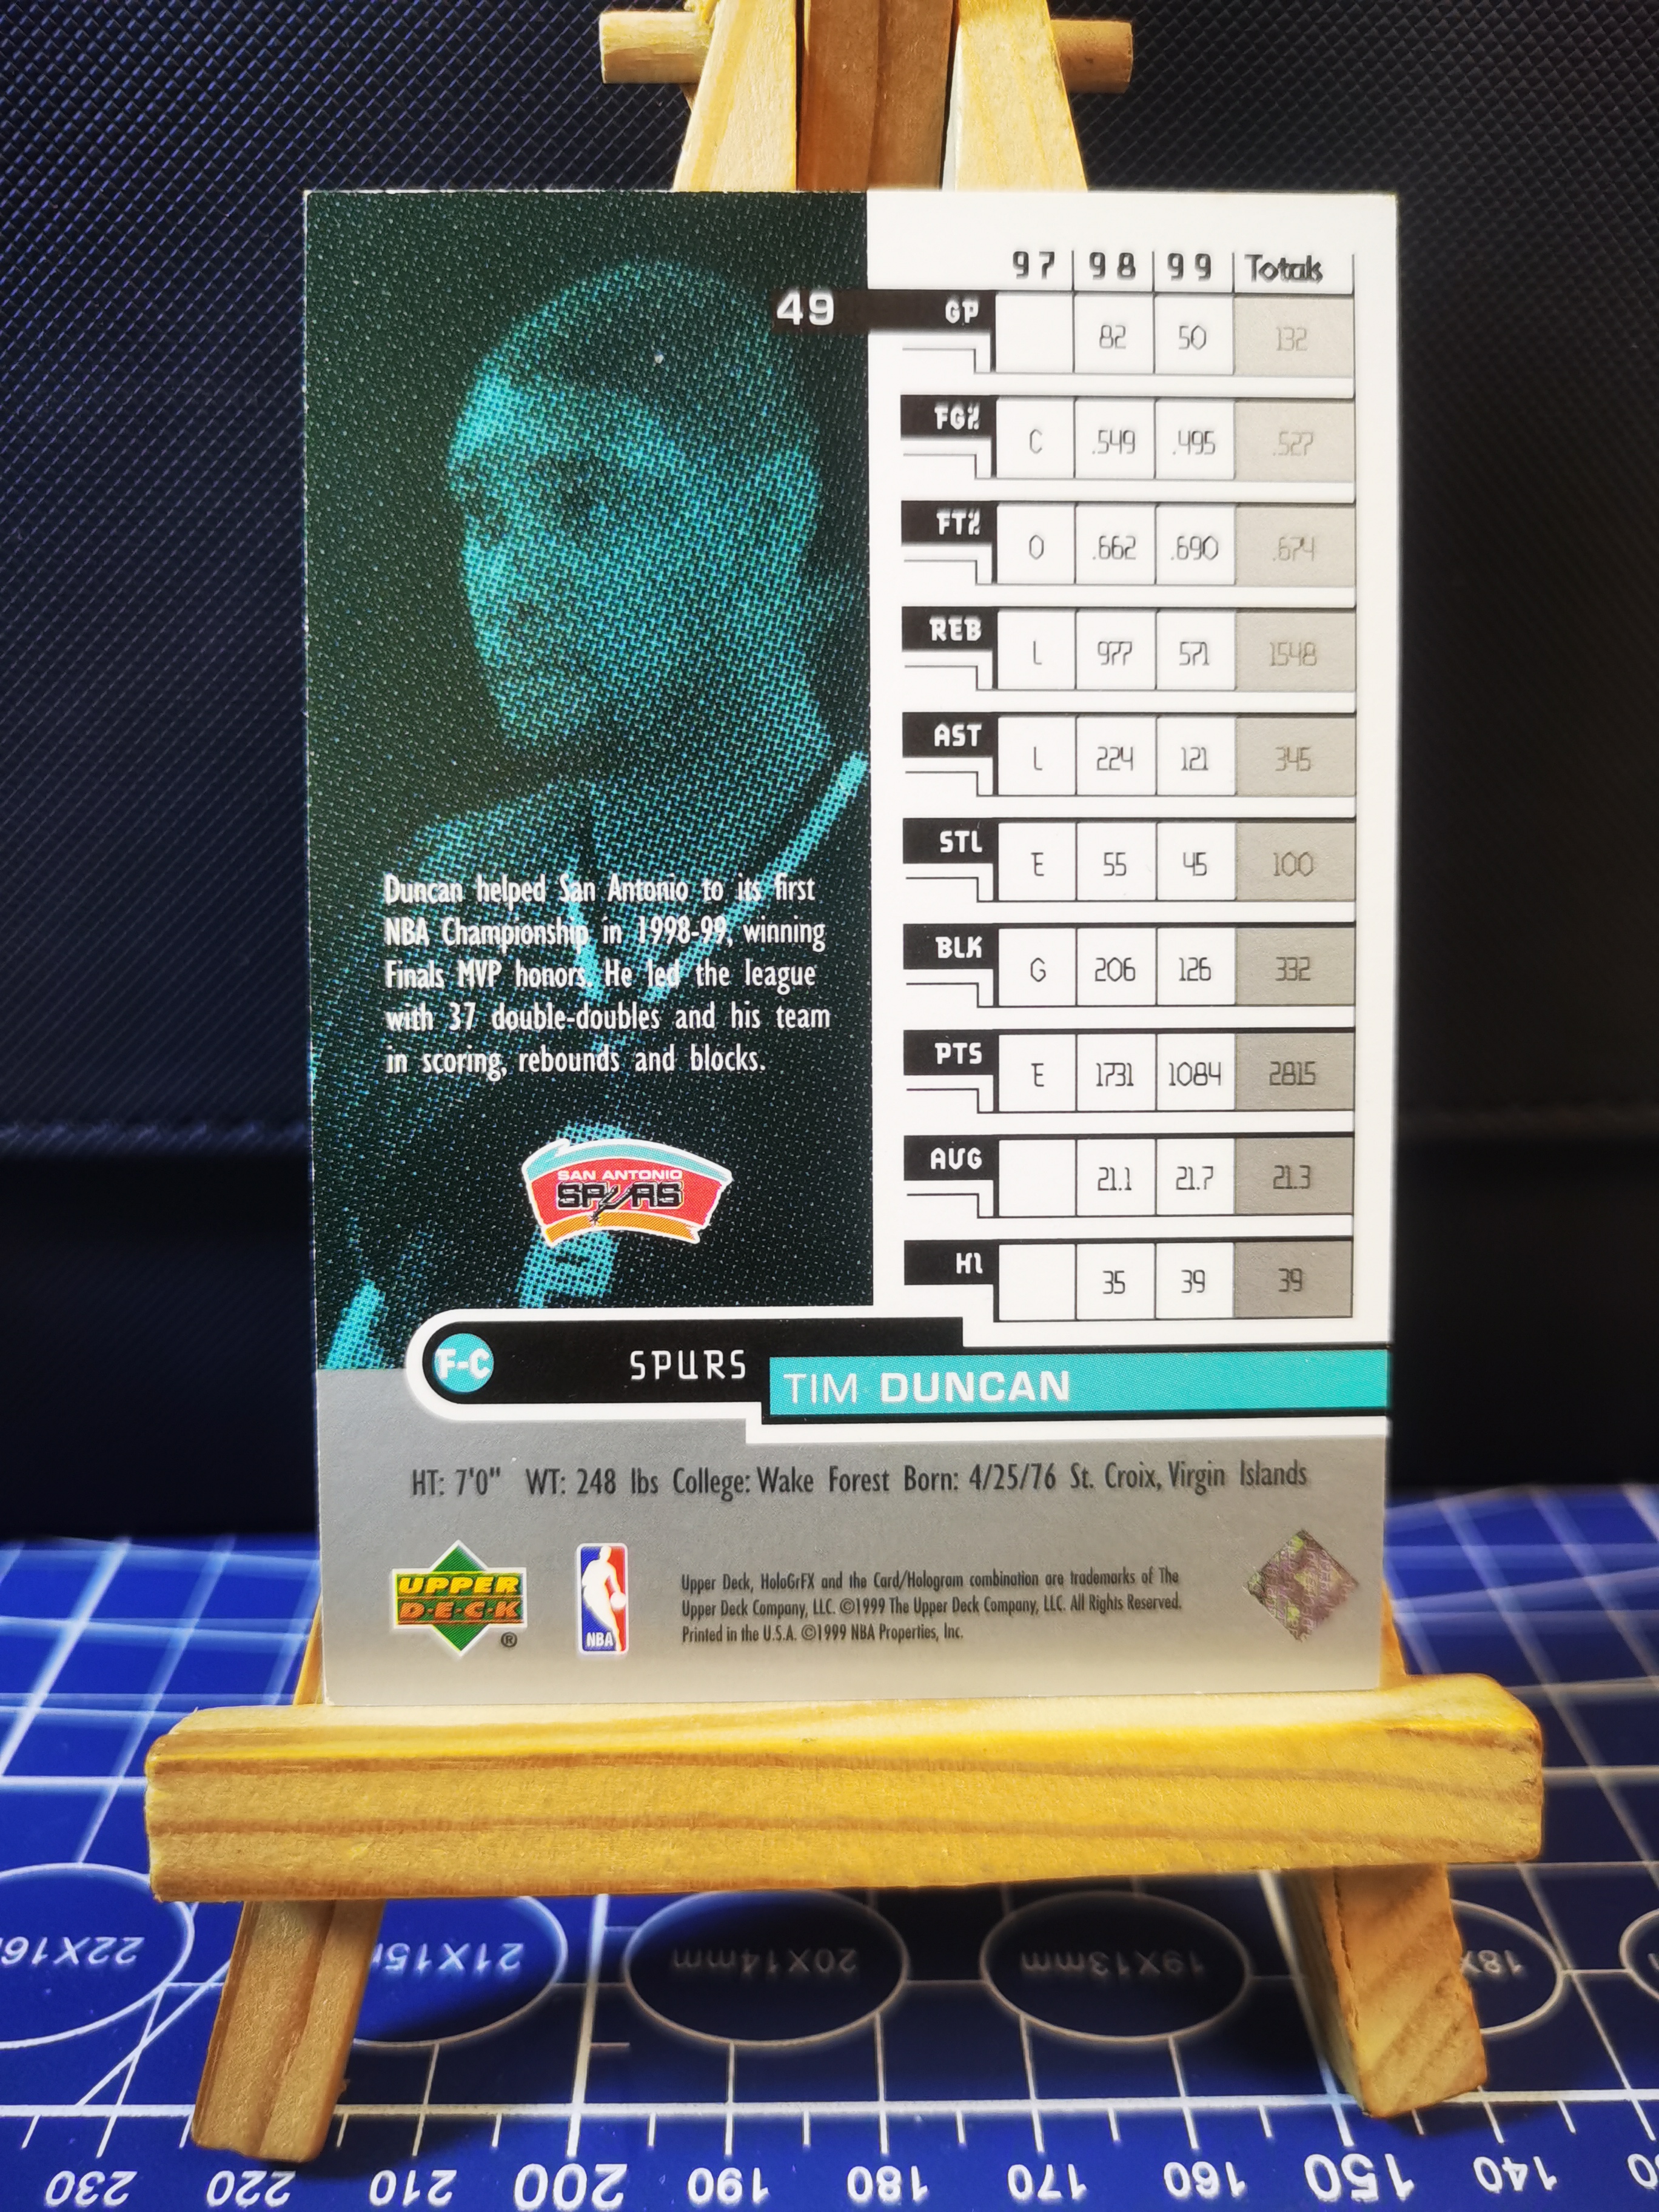 97 98 99 Totals
49 GP 82 50 132
FG% C .549 .495 .527
FT% O .662 .690 .674
REB L 977 571 1548
AST L 224 121 345
STL E 55 45 100
BLK G 206 126 332
PTS E 1731 1084 2815
AVG 21.1 21.7 21.3
HI 35 39 39
Duncan helped San Antonio to its first
NBA Championship in 1998-99, winning
Finals MVP honors. He led the league
with 37 double-doubles and his team
in scoring, rebounds and blocks.
SAN ANTONIO
SPURS
F-C SPURS TIM DUNCAN
HT: 7'0" WT: 248 lbs College: Wake Forest Born: 4/25/76 St. Croix, Virgin Islands
UPPER
D·E·C·K
®
NBA
Upper Deck, HoloGrFX and the Card/Hologram combination are trademarks of The
Upper Deck Company, LLC. ©1999 The Upper Deck Company, LLC. All Rights Reserved.
Printed in the U.S.A. ©1999 NBA Properties, Inc.
22X16 21X15 20X14mm 19X13mm 18X
230 220 210 200 190 180 170 160 150 140